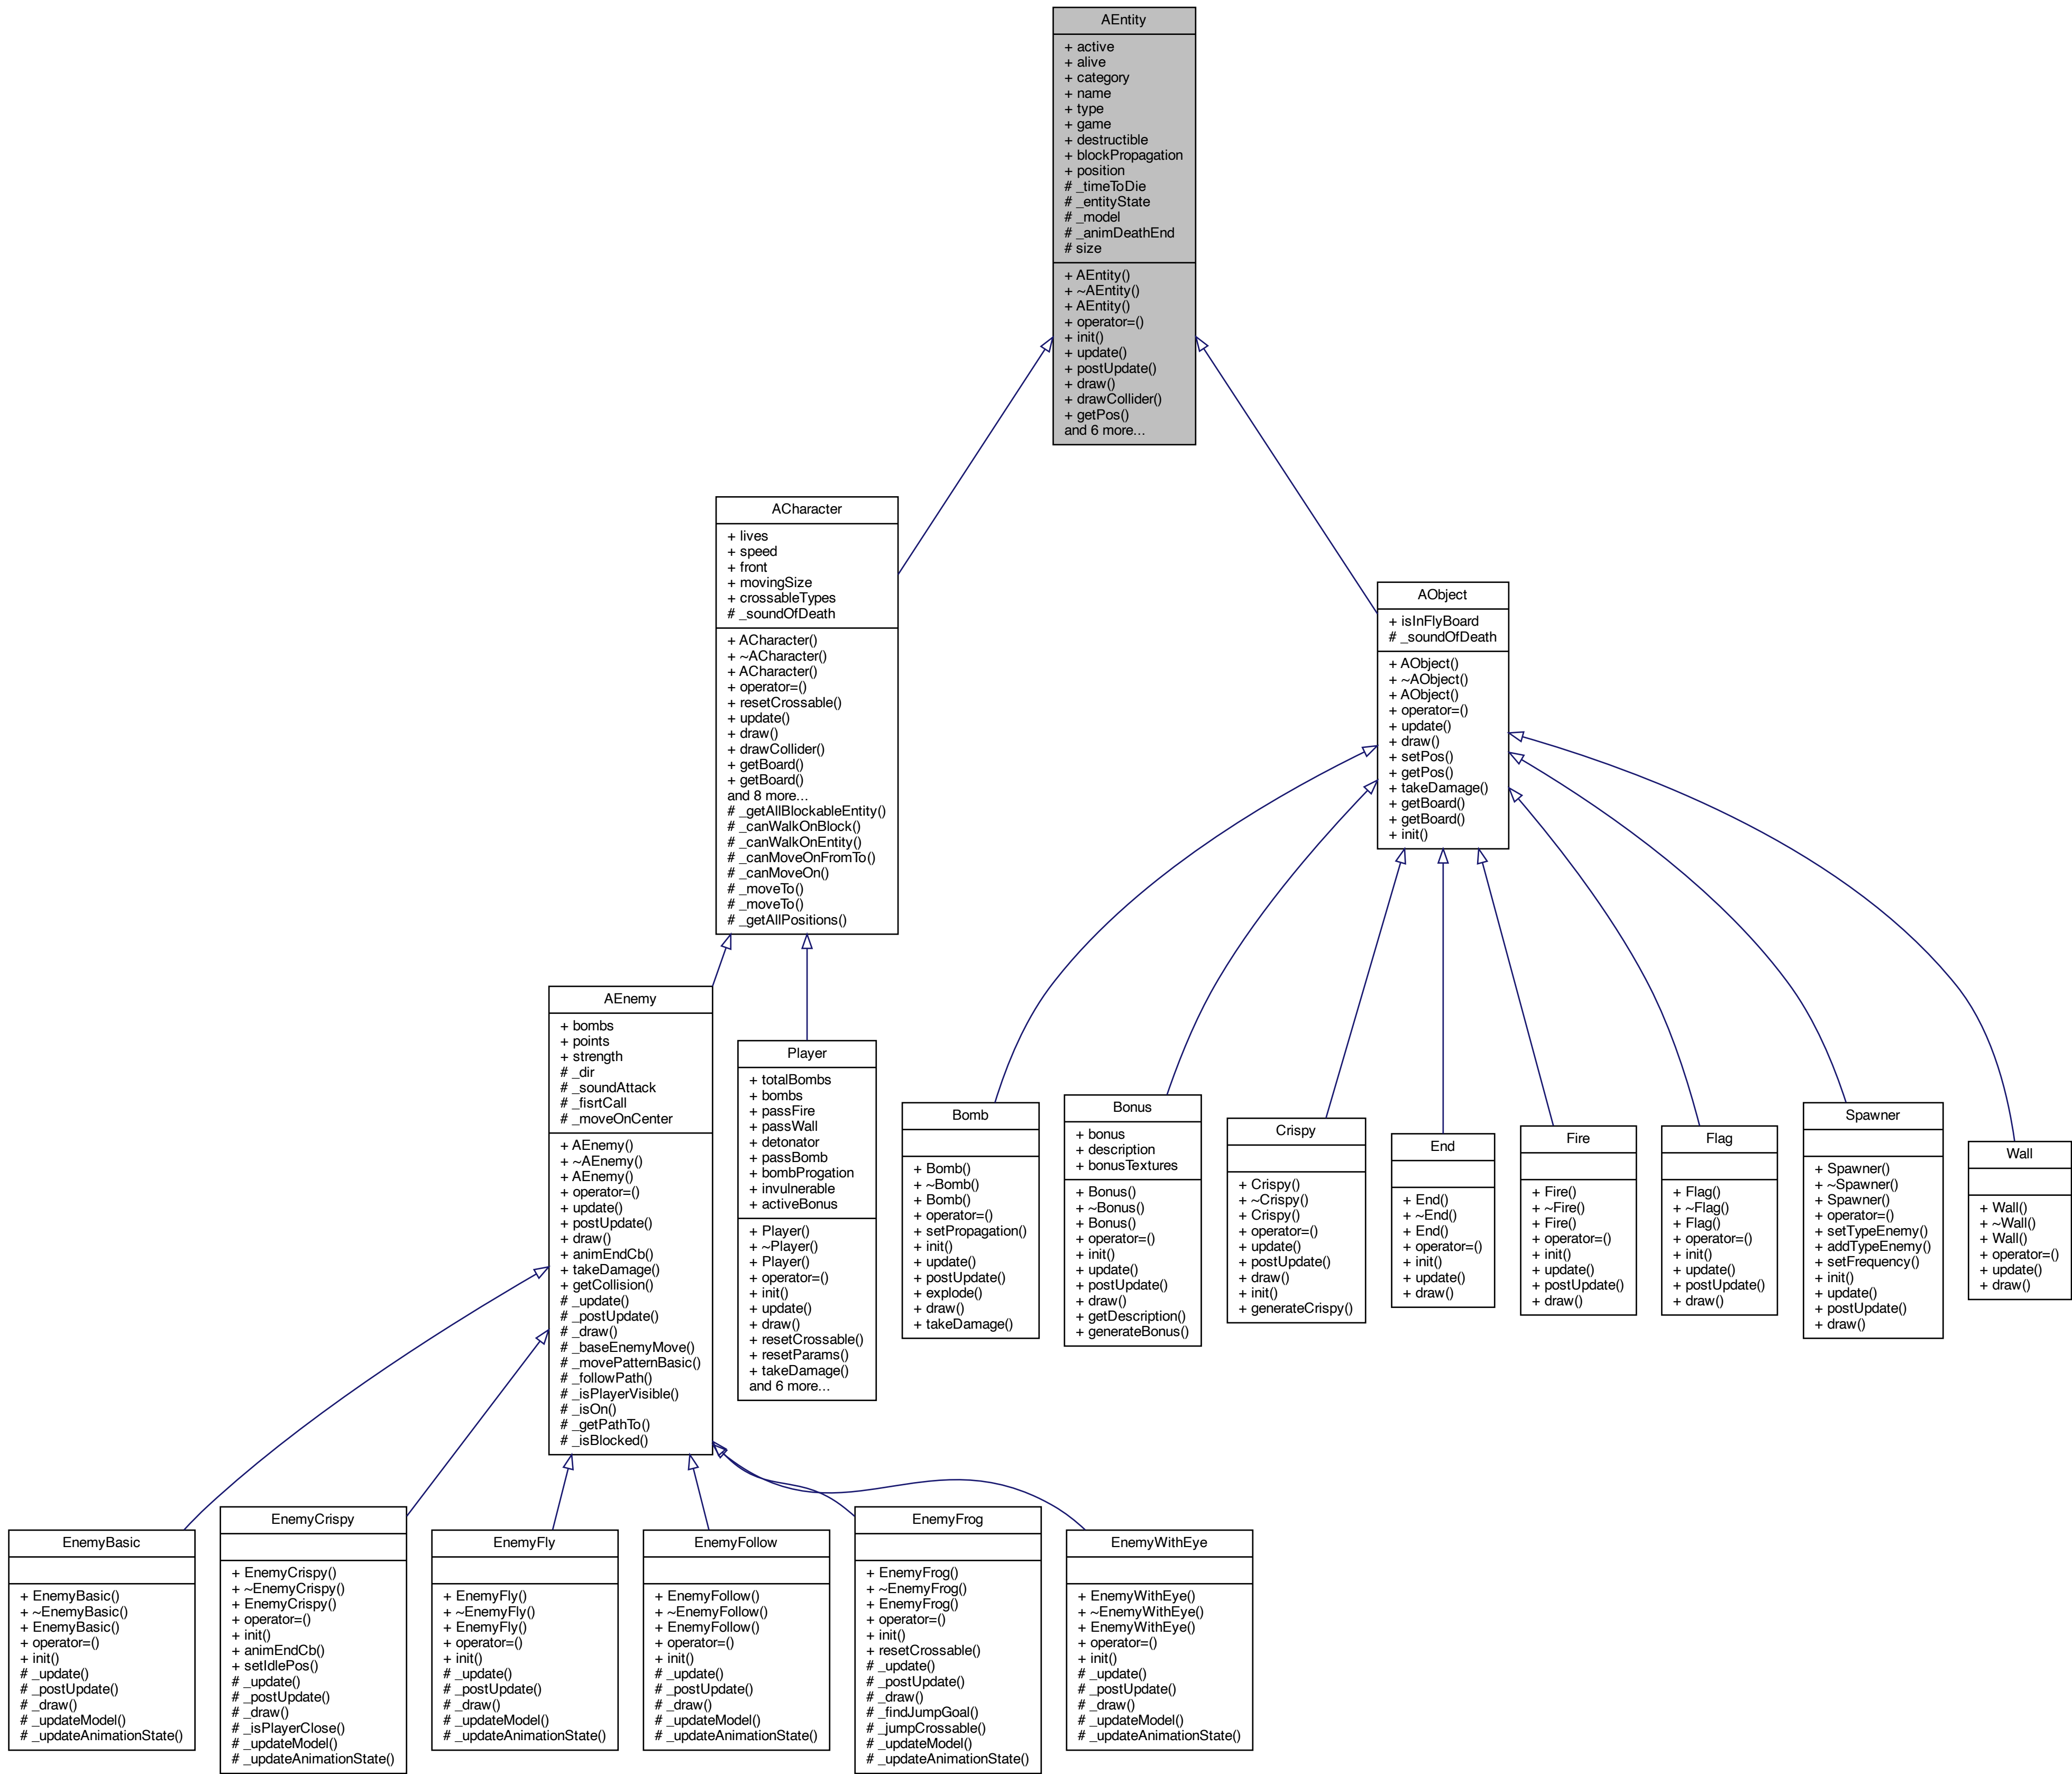 AEntity
+ active
+ alive
+ category
+ name
+ type
+ game
+ destructible
+ blockPropagation
+ position
# _timeToDie
# _entityState
# _model
# _animDeathEnd
# size
+ AEntity()
+ ~AEntity()
+ AEntity()
+ operator=()
+ init()
+ update()
+ postUpdate()
+ draw()
+ drawCollider()
+ getPos()
and 6 more...
ACharacter
+ lives
+ speed
+ front
+ movingSize
+ crossableTypes
# _soundOfDeath
+ ACharacter()
+ ~ACharacter()
+ ACharacter()
+ operator=()
+ resetCrossable()
+ update()
+ draw()
+ drawCollider()
+ getBoard()
+ getBoard()
and 8 more...
# _getAllBlockableEntity()
# _canWalkOnBlock()
# _canWalkOnEntity()
# _canMoveOnFromTo()
# _canMoveOn()
# _moveTo()
# _moveTo()
# _getAllPositions()
AObject
+ isInFlyBoard
# _soundOfDeath
+ AObject()
+ ~AObject()
+ AObject()
+ operator=()
+ update()
+ draw()
+ setPos()
+ getPos()
+ takeDamage()
+ getBoard()
+ getBoard()
+ init()
AEnemy
+ bombs
+ points
+ strength
# _dir
# _soundAttack
# _fisrtCall
# _moveOnCenter
+ AEnemy()
+ ~AEnemy()
+ AEnemy()
+ operator=()
+ update()
+ postUpdate()
+ draw()
+ animEndCb()
+ takeDamage()
+ getCollision()
# _update()
# _postUpdate()
# _draw()
# _baseEnemyMove()
# _movePatternBasic()
# _followPath()
# _isPlayerVisible()
# _isOn()
# _getPathTo()
# _isBlocked()
Player
+ totalBombs
+ bombs
+ passFire
+ passWall
+ detonator
+ passBomb
+ bombProgation
+ invulnerable
+ activeBonus
+ Player()
+ ~Player()
+ Player()
+ operator=()
+ init()
+ update()
+ draw()
+ resetCrossable()
+ resetParams()
+ takeDamage()
and 6 more...
Bomb
+ Bomb()
+ ~Bomb()
+ Bomb()
+ operator=()
+ setPropagation()
+ init()
+ update()
+ postUpdate()
+ explode()
+ draw()
+ takeDamage()
Bonus
+ bonus
+ description
+ bonusTextures
+ Bonus()
+ ~Bonus()
+ Bonus()
+ operator=()
+ init()
+ update()
+ postUpdate()
+ draw()
+ getDescription()
+ generateBonus()
Crispy
+ Crispy()
+ ~Crispy()
+ Crispy()
+ operator=()
+ update()
+ postUpdate()
+ draw()
+ init()
+ generateCrispy()
End
+ End()
+ ~End()
+ End()
+ operator=()
+ init()
+ update()
+ draw()
Fire
+ Fire()
+ ~Fire()
+ Fire()
+ operator=()
+ init()
+ update()
+ postUpdate()
+ draw()
Flag
+ Flag()
+ ~Flag()
+ Flag()
+ operator=()
+ init()
+ update()
+ postUpdate()
+ draw()
Spawner
+ Spawner()
+ ~Spawner()
+ Spawner()
+ operator=()
+ setTypeEnemy()
+ addTypeEnemy()
+ setFrequency()
+ init()
+ update()
+ postUpdate()
+ draw()
Wall
+ Wall()
+ ~Wall()
+ Wall()
+ operator=()
+ update()
+ draw()
EnemyBasic
+ EnemyBasic()
+ ~EnemyBasic()
+ EnemyBasic()
+ operator=()
+ init()
# _update()
# _postUpdate()
# _draw()
# _updateModel()
# _updateAnimationState()
EnemyCrispy
+ EnemyCrispy()
+ ~EnemyCrispy()
+ EnemyCrispy()
+ operator=()
+ init()
+ animEndCb()
+ setIdlePos()
# _update()
# _postUpdate()
# _draw()
# _isPlayerClose()
# _updateModel()
# _updateAnimationState()
EnemyFly
+ EnemyFly()
+ ~EnemyFly()
+ EnemyFly()
+ operator=()
+ init()
# _update()
# _postUpdate()
# _draw()
# _updateModel()
# _updateAnimationState()
EnemyFollow
+ EnemyFollow()
+ ~EnemyFollow()
+ EnemyFollow()
+ operator=()
+ init()
# _update()
# _postUpdate()
# _draw()
# _updateModel()
# _updateAnimationState()
EnemyFrog
+ EnemyFrog()
+ ~EnemyFrog()
+ EnemyFrog()
+ operator=()
+ init()
+ resetCrossable()
# _update()
# _postUpdate()
# _draw()
# _findJumpGoal()
# _jumpCrossable()
# _updateModel()
# _updateAnimationState()
EnemyWithEye
+ EnemyWithEye()
+ ~EnemyWithEye()
+ EnemyWithEye()
+ operator=()
+ init()
# _update()
# _postUpdate()
# _draw()
# _updateModel()
# _updateAnimationState()